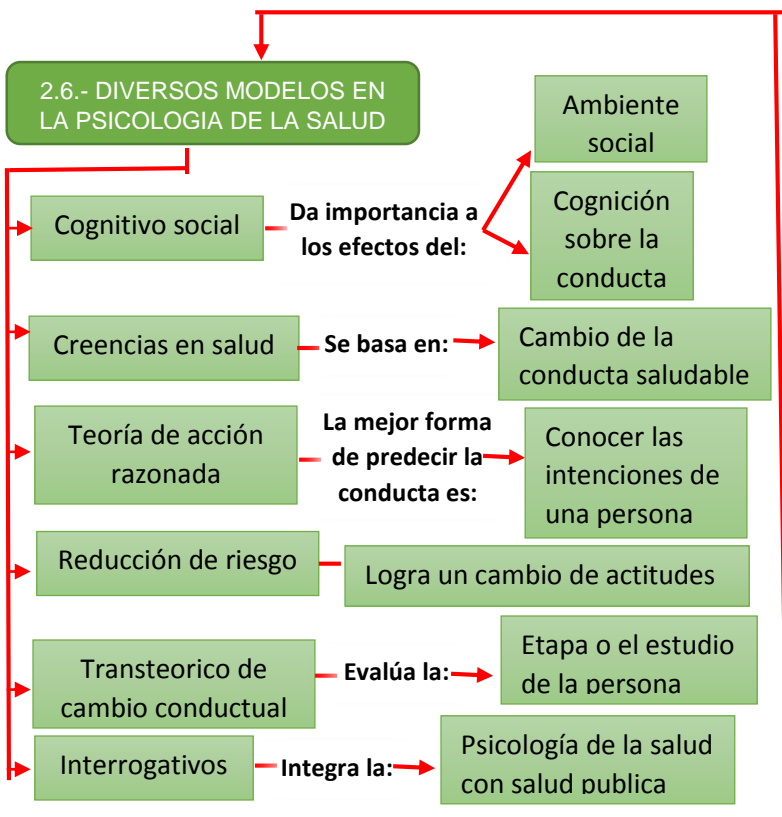 2.6.- DIVERSOS MODELOS EN
LA PSICOLOGIA DE LA SALUD
Cognitivo social
Da importancia a
los efectos del:
Ambiente
social
Cognición
sobre la
conducta
Creencias en salud
Se basa en:
Cambio de la
conducta saludable
Teoría de acción
razonada
La mejor forma
de predecir la
conducta es:
Conocer las
intenciones de
una persona
Reducción de riesgo
Logra un cambio de actitudes
Transteorico de
cambio conductual
Evalúa la:
Etapa o el estudio
de la persona
Interrogativos
Integra la:
Psicología de la salud
con salud publica